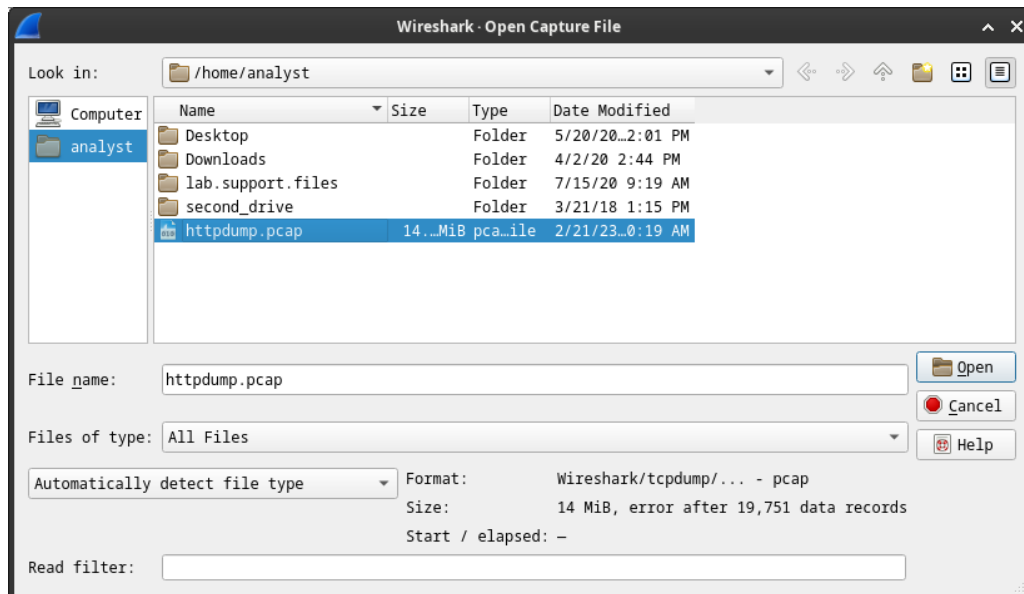 Wireshark · Open Capture File
Look in: /home/analyst
Computer
analyst
Name Size Type Date Modified
Desktop Folder 5/20/20…2:01 PM
Downloads Folder 4/2/20 2:44 PM
lab.support.files Folder 7/15/20 9:19 AM
second_drive Folder 3/21/18 1:15 PM
httpdump.pcap 14.…MiB pca…ile 2/21/23…0:19 AM
File name: httpdump.pcap
Open
Cancel
Files of type: All Files
Help
Automatically detect file type
Format: Wireshark/tcpdump/... - pcap
Size: 14 MiB, error after 19,751 data records
Start / elapsed: —
Read filter: